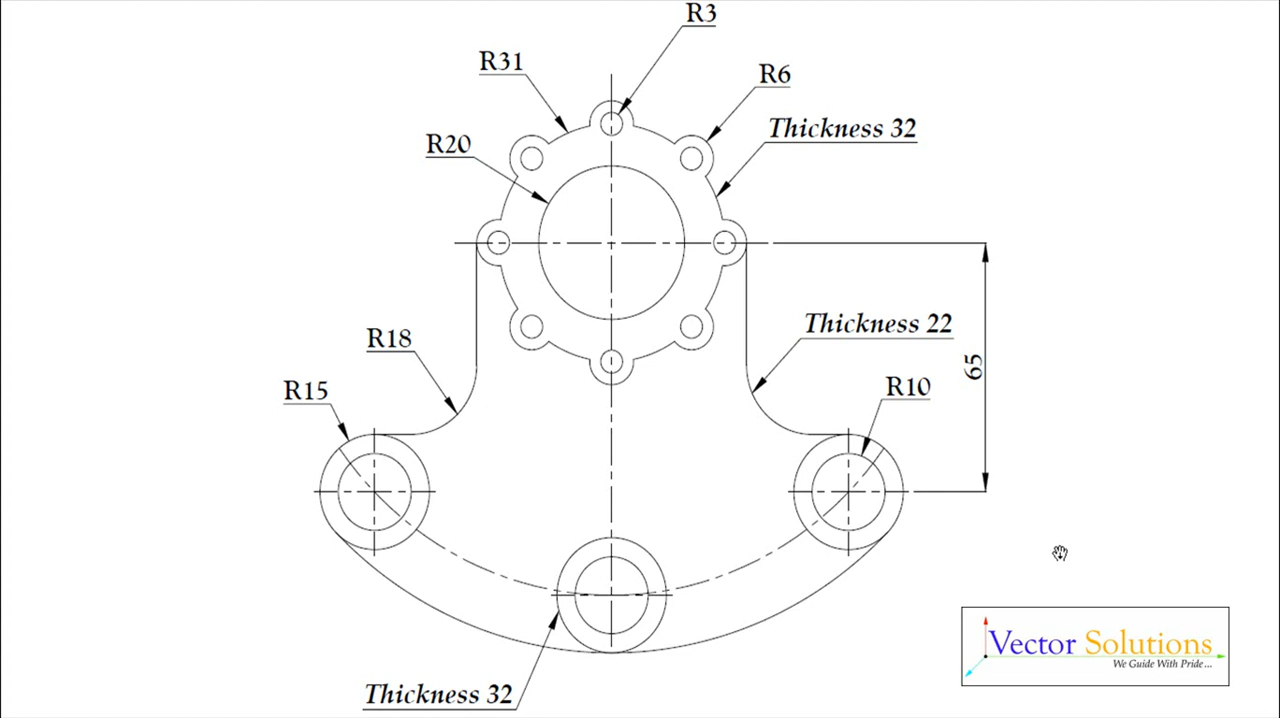 R3
R31
R6
Thickness 32
R20
Thickness 22
R18
65
R15
R10
Vector Solutions
We Guide With Pride...
Thickness 32